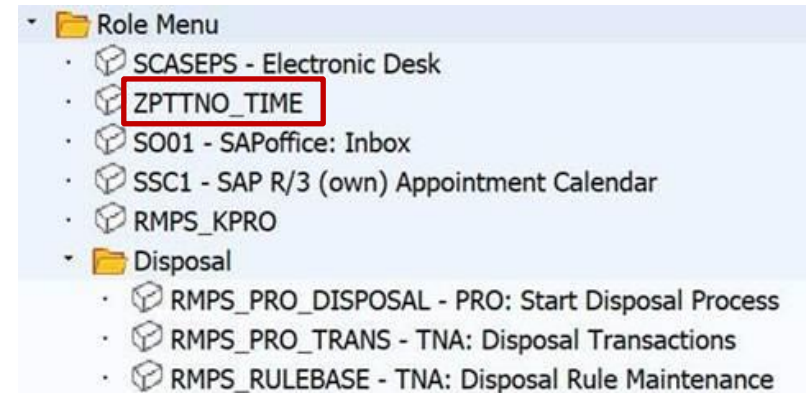 Role Menu
SCASEPS - Electronic Desk
ZPTTNO_TIME
SO01 - SAPoffice: Inbox
SSC1 - SAP R/3 (own) Appointment Calendar
RMPS_KPRO
Disposal
RMPS_PRO_DISPOSAL - PRO: Start Disposal Process
RMPS_PRO_TRANS - TNA: Disposal Transactions
RMPS_RULEBASE - TNA: Disposal Rule Maintenance